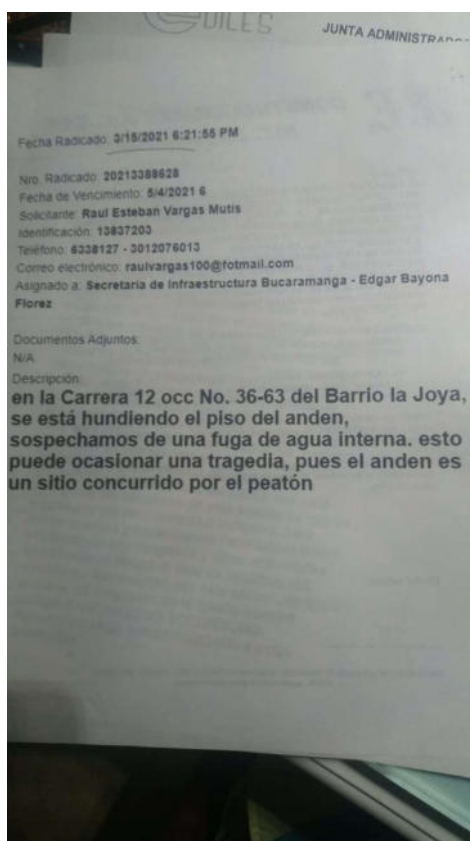 EDILES
JUNTA ADMINISTRADO
Fecha Radicado: 3/15/2021 6:21:55 PM
Nro. Radicado: 20213388628
Fecha de Vencimiento: 5/4/2021 6
Solicitante: Raul Esteban Vargas Mutis
Identificación: 13837203
Teléfono: 6338127 - 3012076013
Correo electrónico: raulvargas100@fotmail.com
Asignado a: Secretaria de Infraestructura Bucaramanga - Edgar Bayona
Florez
Documentos Adjuntos:
N/A
Descripción:
en la Carrera 12 occ No. 36-63 del Barrio la Joya,
se está hundiendo el piso del anden,
sospechamos de una fuga de agua interna. esto
puede ocasionar una tragedia, pues el anden es
un sitio concurrido por el peatón